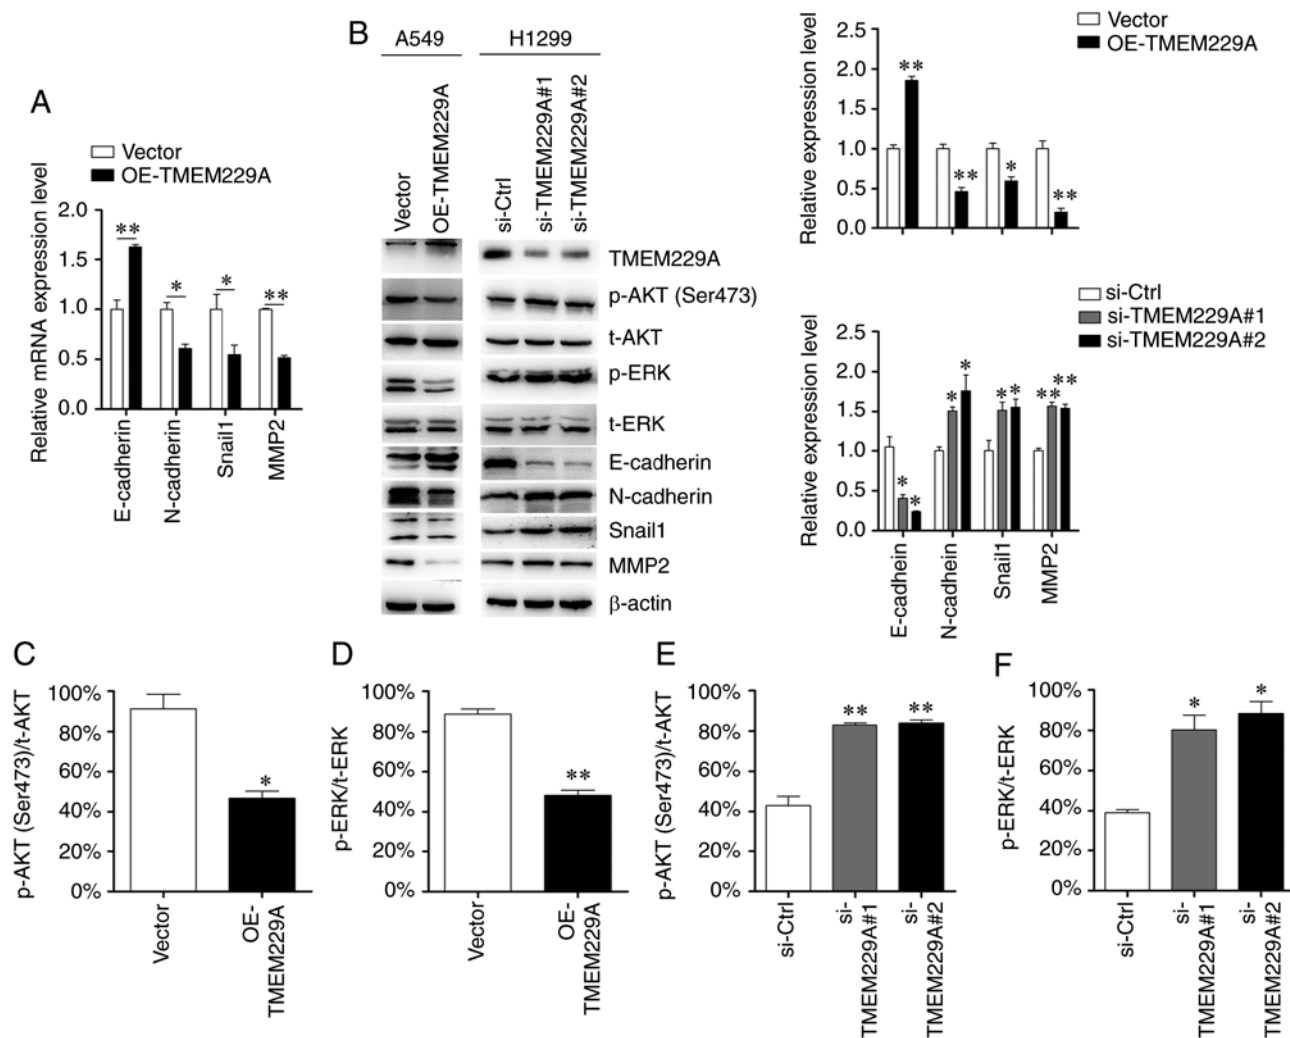 A
Vector
OE-TMEM229A
Relative mRNA expression level
2.0
1.5
1.0
0.5
0.0
**
*
*
**
E-cadherin
N-cadherin
Snail1
MMP2
B
A549
H1299
Vector
OE-TMEM229A
si-Ctrl
si-TMEM229A#1
si-TMEM229A#2
TMEM229A
p-AKT (Ser473)
t-AKT
p-ERK
t-ERK
E-cadherin
N-cadherin
Snail1
MMP2
β-actin
Vector
OE-TMEM229A
Relative expression level
2.5
2.0
1.5
1.0
0.5
0.0
**
**
*
**
si-Ctrl
si-TMEM229A#1
si-TMEM229A#2
Relative expression level
2.5
2.0
1.5
1.0
0.5
0.0
*
*
*
*
*
*
**
**
E-cadhein
N-cadhein
Snail1
MMP2
C
p-AKT (Ser473)/t-AKT
100%
80%
60%
40%
20%
0%
*
Vector
OE-
TMEM229A
D
p-ERK/t-ERK
100%
80%
60%
40%
20%
0%
**
Vector
OE-
TMEM229A
E
p-AKT (Ser473)/t-AKT
100%
80%
60%
40%
20%
0%
**
**
si-Ctrl
si-
TMEM229A#1
si-
TMEM229A#2
F
p-ERK/t-ERK
100%
80%
60%
40%
20%
0%
*
*
si-Ctrl
si-
TMEM229A#1
si-
TMEM229A#2